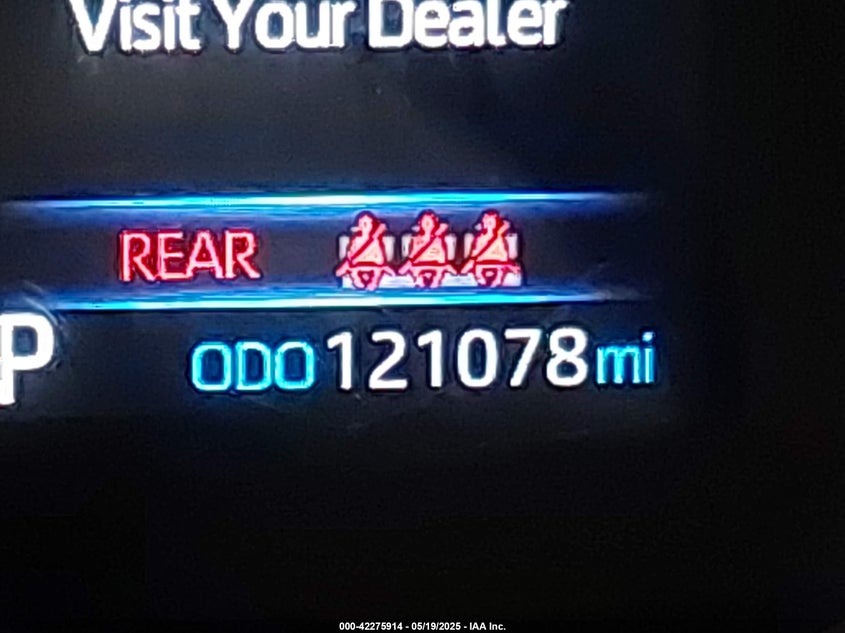 Visit Your Dealer
REAR
P
ODO 121078 mi
000-42275914 - 05/19/2025 - IAA Inc.